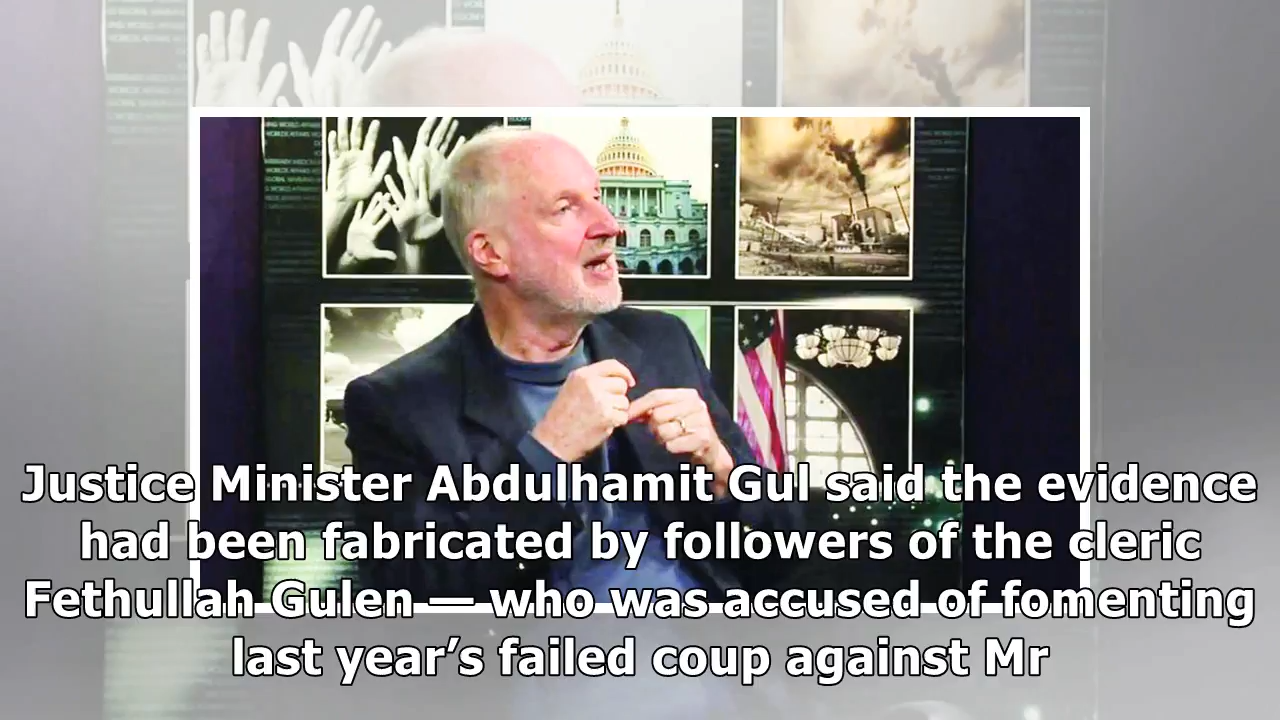 Justice Minister Abdulhamit Gul said the evidence
had been fabricated by followers of the cleric
Fethullah Gulen — who was accused of fomenting
last year’s failed coup against Mr